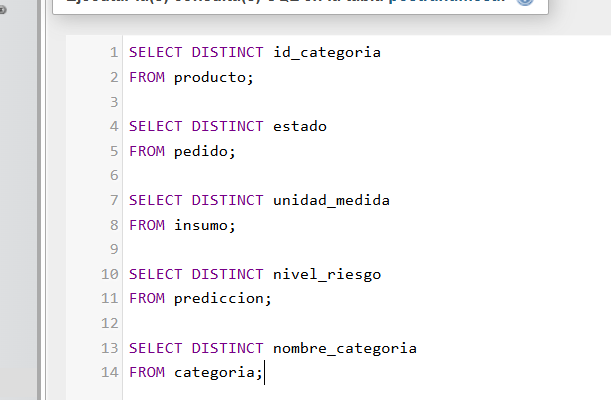 1 SELECT DISTINCT id_categoria
2 FROM producto;
3
4 SELECT DISTINCT estado
5 FROM pedido;
6
7 SELECT DISTINCT unidad_medida
8 FROM insumo;
9
10 SELECT DISTINCT nivel_riesgo
11 FROM prediccion;
12
13 SELECT DISTINCT nombre_categoria
14 FROM categoria;